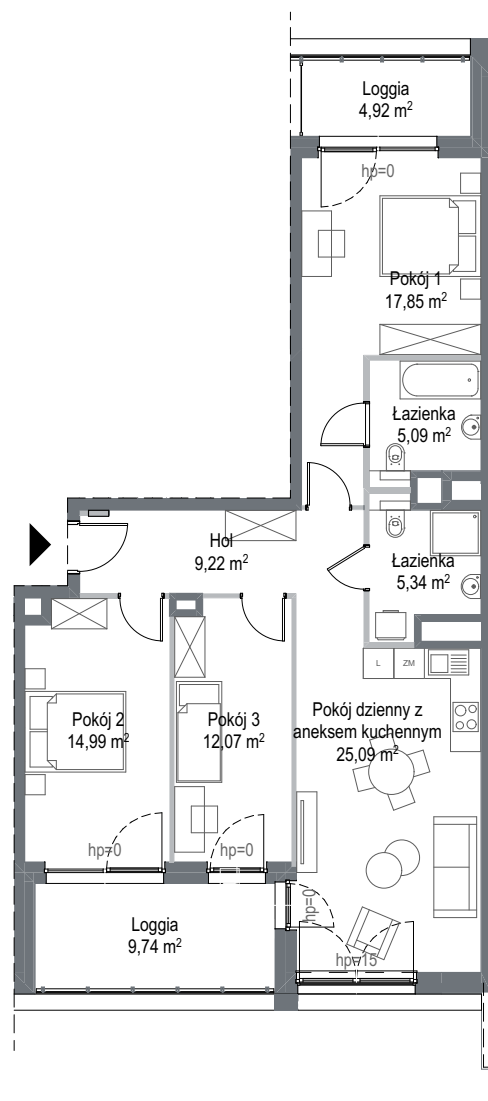 Loggia
4,92 m²
hp=0
Pokój 1
17,85 m²
Łazienka
5,09 m²
Hol
9,22 m²
Łazienka
5,34 m²
L
ZM
Pokój 2
14,99 m²
Pokój 3
12,07 m²
Pokój dzienny z
aneksem kuchennym
25,09 m²
hp=0
hp=0
hp=0
Loggia
9,74 m²
hp=15